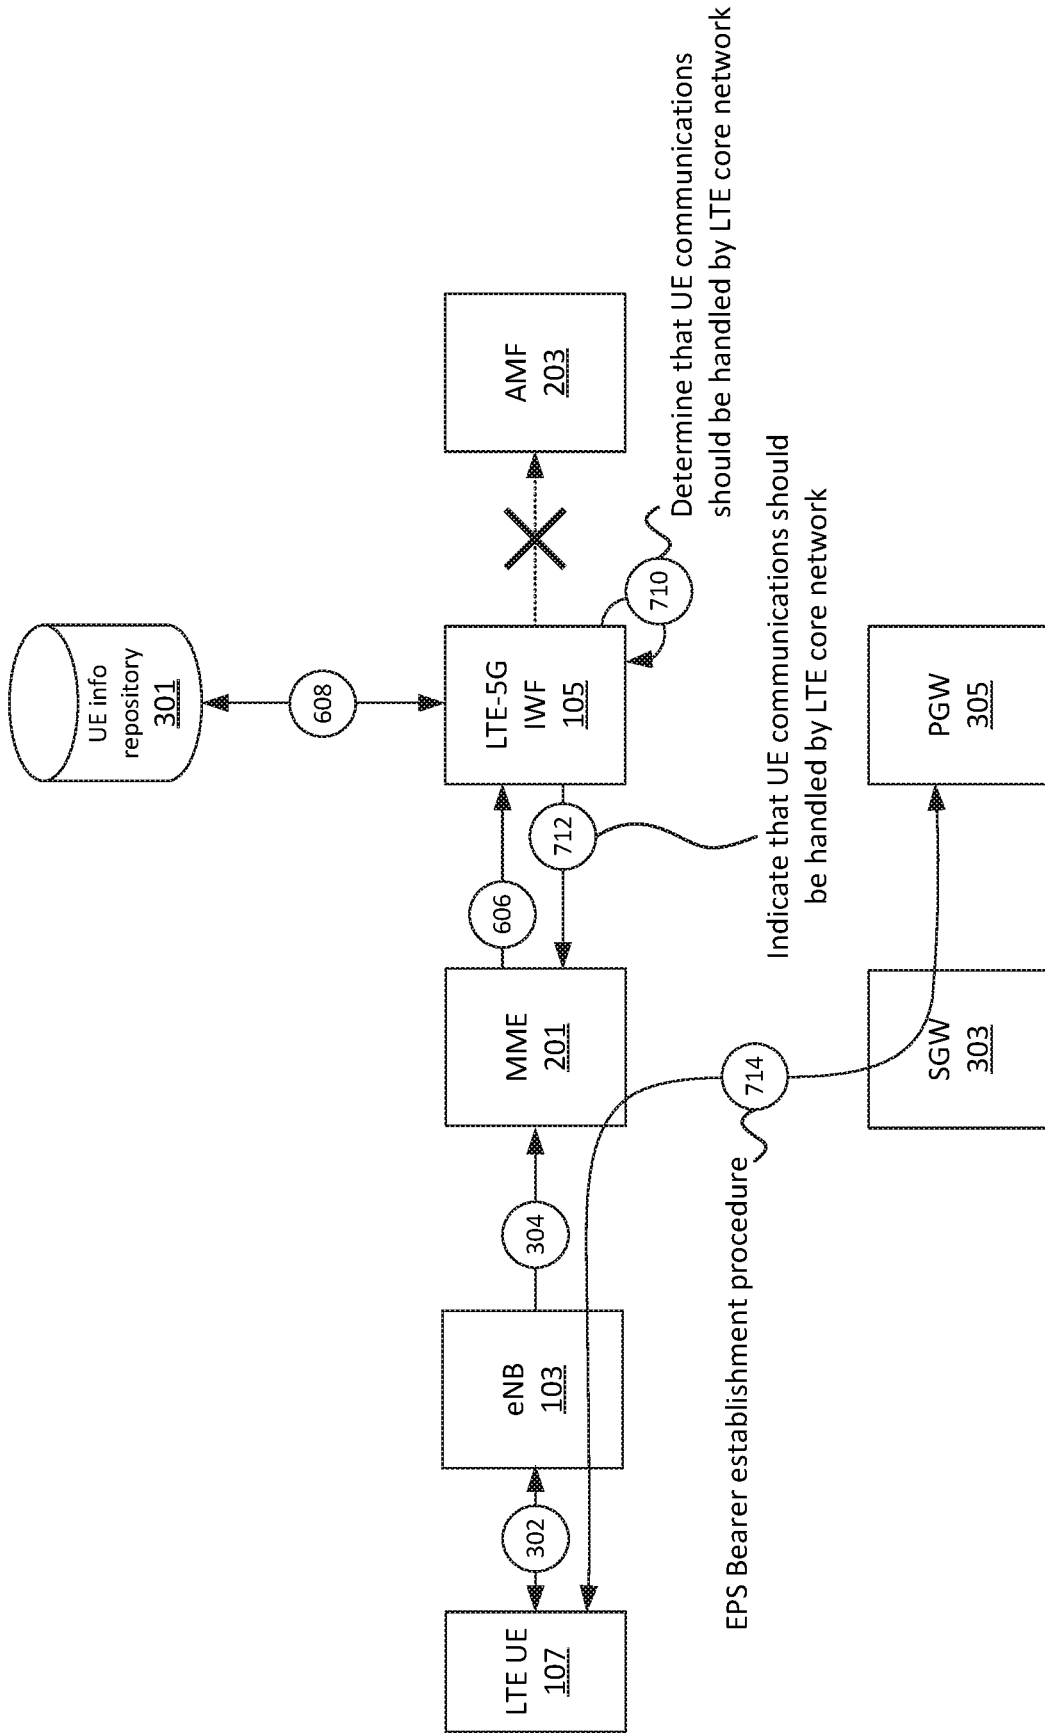 UE info
repository
301
608
LTE UE
107
302
eNB
103
304
MME
201
606
712
LTE-5G
IWF
105
AMF
203
710
Determine that UE communications
should be handled by LTE core network
Indicate that UE communications should
be handled by LTE core network
EPS Bearer establishment procedure
714
SGW
303
PGW
305